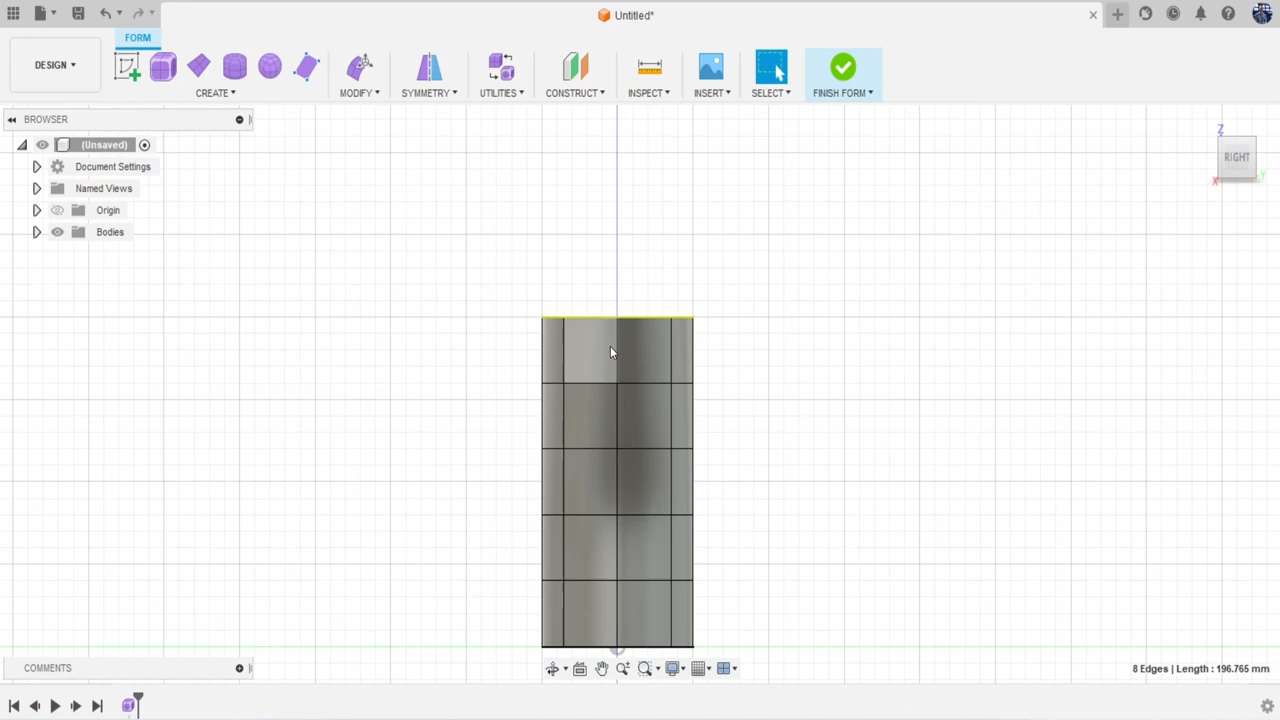 Untitled*
FORM
DESIGN
CREATE
MODIFY
SYMMETRY
UTILITIES
CONSTRUCT
INSPECT
INSERT
SELECT
FINISH FORM
BROWSER
(Unsaved)
Document Settings
Named Views
Origin
Bodies
Z
RIGHT
X
Y
COMMENTS
8 Edges | Length : 196.765 mm